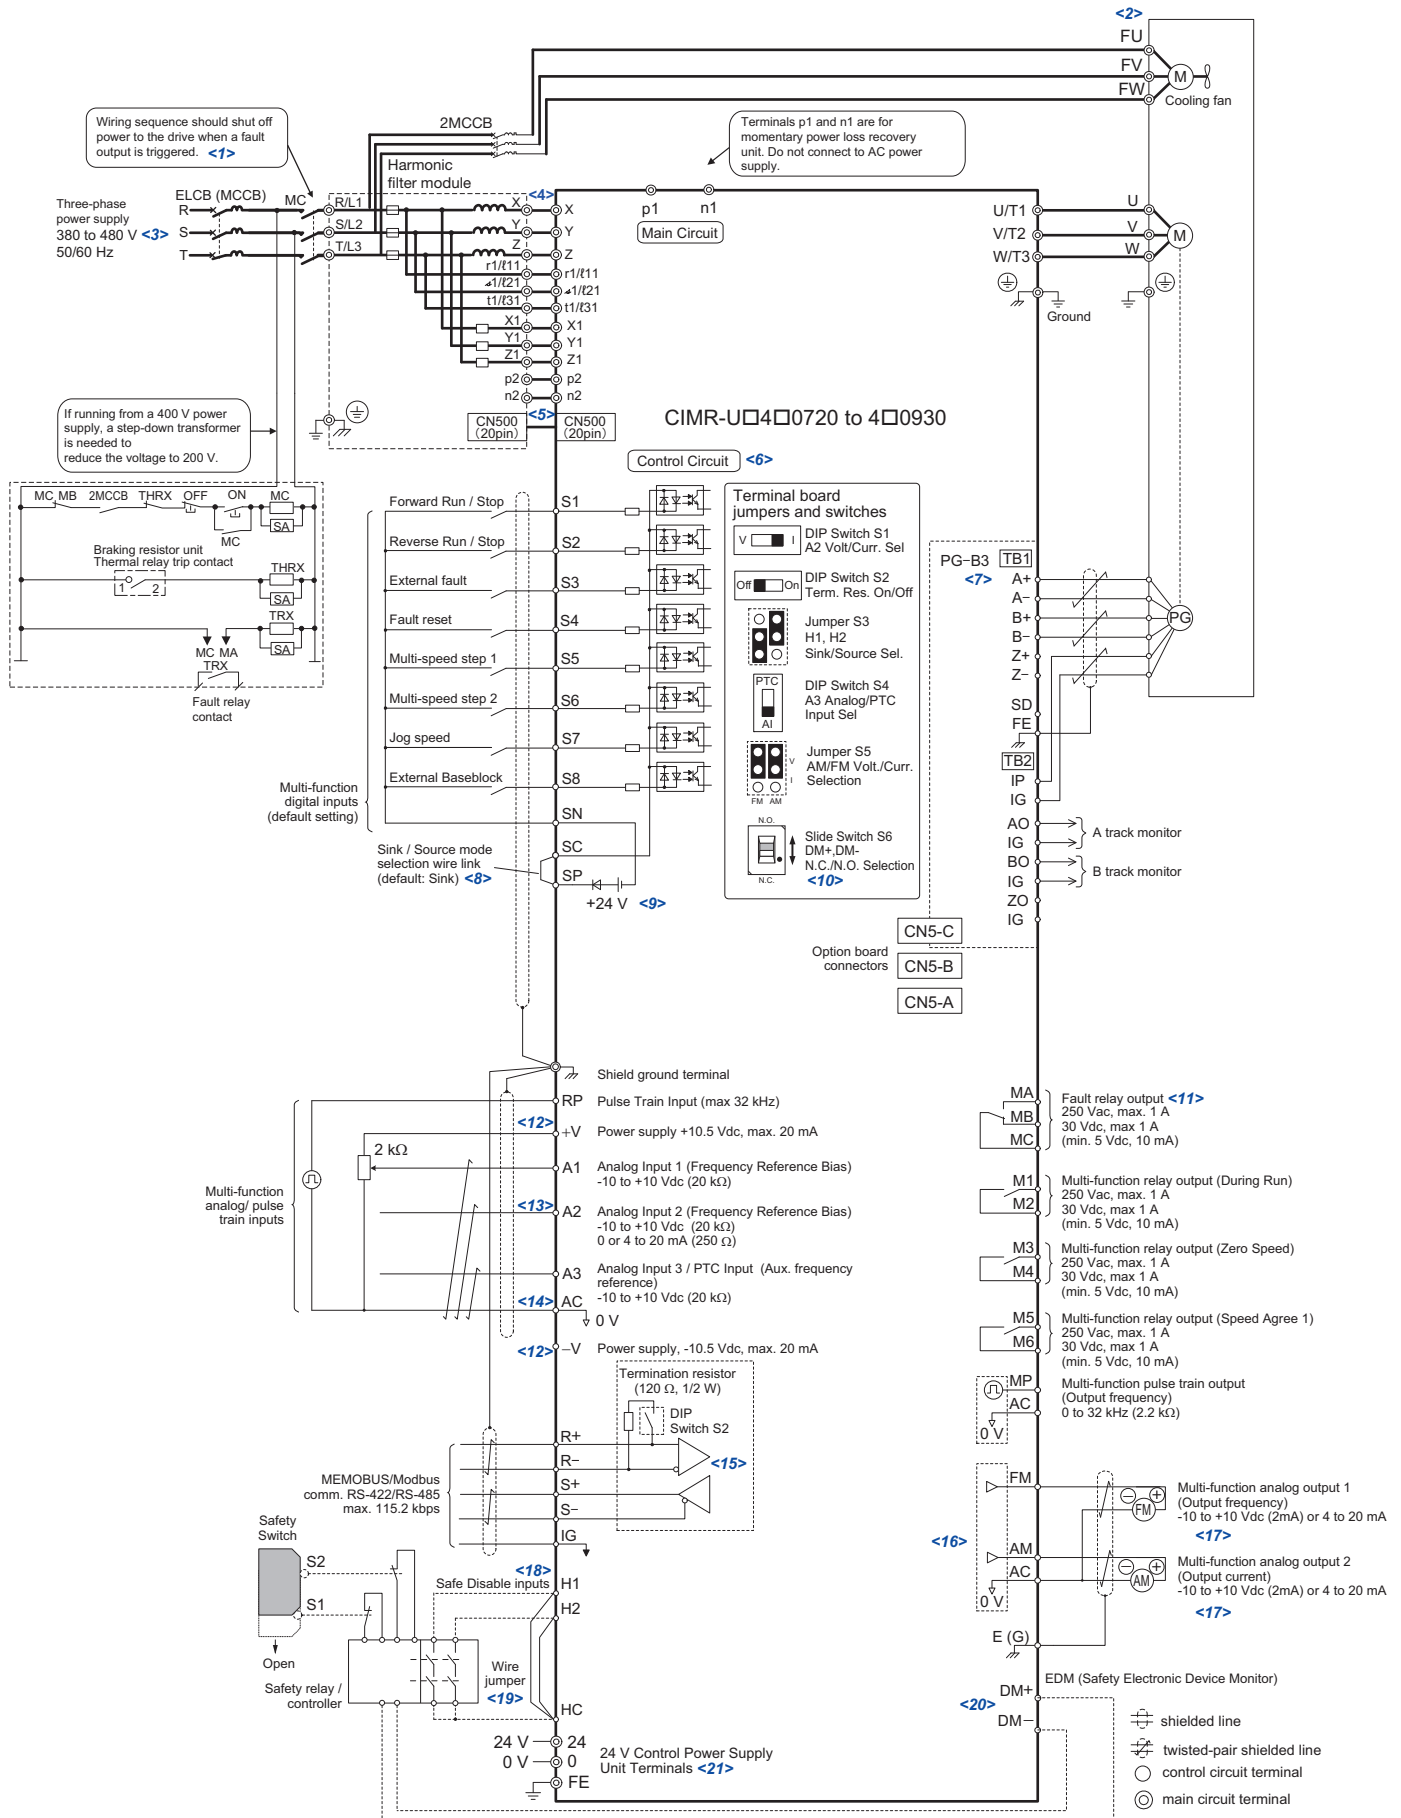 <2>
FU
FV
FW
M
Cooling fan
Wiring sequence should shut off
power to the drive when a fault
output is triggered. <1>
2MCCB
Terminals p1 and n1 are for
momentary power loss recovery
unit. Do not connect to AC power
supply.
Harmonic
filter module
Three-phase
power supply
380 to 480 V <3>
50/60 Hz
ELCB (MCCB)
MC
R
S
T
R/L1
S/L2
T/L3
<4>
X
X
Y
Y
Z
Z
r1/ℓ11
r1/ℓ11
1/ℓ21
1/ℓ21
t1/ℓ31
t1/ℓ31
X1
X1
Y1
Y1
Z1
Z1
p2
p2
n2
n2
<5>
CN500
(20pin)
CN500
(20pin)
p1
n1
Main Circuit
U/T1
V/T2
W/T3
U
V
W
M
Ground
If running from a 400 V power
supply, a step-down transformer
is needed to
reduce the voltage to 200 V.
CIMR-U□4□0720 to 4□0930
Control Circuit <6>
MC MB
2MCCB
THRX
OFF
ON
MC
SA
MC
Braking resistor unit
Thermal relay trip contact
1
2
THRX
SA
TRX
SA
MC MA
TRX
Fault relay
contact
Forward Run / Stop
S1
Reverse Run / Stop
S2
External fault
S3
Fault reset
S4
Multi-speed step 1
S5
Multi-speed step 2
S6
Jog speed
S7
External Baseblock
S8
Multi-function
digital inputs
(default setting)
SN
SC
SP
Sink / Source mode
selection wire link
(default: Sink) <8>
+24 V <9>
Terminal board
jumpers and switches
V
I
DIP Switch S1
A2 Volt/Curr. Sel
Off
On
DIP Switch S2
Term. Res. On/Off
Jumper S3
H1, H2
Sink/Source Sel.
PTC
AI
DIP Switch S4
A3 Analog/PTC
Input Sel
V
I
FM AM
Jumper S5
AM/FM Volt./Curr.
Selection
N.O.
N.C.
Slide Switch S6
DM+,DM-
N.C./N.O. Selection
<10>
PG-B3
<7>
TB1
A+
A−
B+
B−
Z+
Z−
PG
SD
FE
TB2
IP
IG
AO
IG
A track monitor
BO
IG
B track monitor
ZO
IG
Option board
connectors
CN5-C
CN5-B
CN5-A
Shield ground terminal
RP
Pulse Train Input (max 32 kHz)
<12>
+V
Power supply +10.5 Vdc, max. 20 mA
2 kΩ
A1
Analog Input 1 (Frequency Reference Bias)
-10 to +10 Vdc (20 kΩ)
Multi-function
analog/ pulse
train inputs
<13>
A2
Analog Input 2 (Frequency Reference Bias)
-10 to +10 Vdc (20 kΩ)
0 or 4 to 20 mA (250 Ω)
A3
Analog Input 3 / PTC Input (Aux. frequency
reference)
-10 to +10 Vdc (20 kΩ)
<14>
AC
0 V
<12>
−V
Power supply, -10.5 Vdc, max. 20 mA
MA
MB
MC
Fault relay output <11>
250 Vac, max. 1 A
30 Vdc, max 1 A
(min. 5 Vdc, 10 mA)
M1
M2
Multi-function relay output (During Run)
250 Vac, max. 1 A
30 Vdc, max 1 A
(min. 5 Vdc, 10 mA)
M3
M4
Multi-function relay output (Zero Speed)
250 Vac, max. 1 A
30 Vdc, max 1 A
(min. 5 Vdc, 10 mA)
M5
M6
Multi-function relay output (Speed Agree 1)
250 Vac, max. 1 A
30 Vdc, max 1 A
(min. 5 Vdc, 10 mA)
MP
AC
0 V
Multi-function pulse train output
(Output frequency)
0 to 32 kHz (2.2 kΩ)
Termination resistor
(120 Ω, 1/2 W)
DIP
Switch S2
R+
R−
S+
S−
IG
<15>
MEMOBUS/Modbus
comm. RS-422/RS-485
max. 115.2 kbps
<16>
FM
FM
Multi-function analog output 1
(Output frequency)
-10 to +10 Vdc (2mA) or 4 to 20 mA
<17>
AM
AC
0 V
AM
Multi-function analog output 2
(Output current)
-10 to +10 Vdc (2mA) or 4 to 20 mA
<17>
E (G)
Safety
Switch
S2
S1
Open
Safety relay /
controller
<18>
Safe Disable inputs
H1
H2
Wire
jumper
<19>
HC
EDM (Safety Electronic Device Monitor)
<20>
DM+
DM−
24 V
24
0 V
0
FE
24 V Control Power Supply
Unit Terminals <21>
shielded line
twisted-pair shielded line
control circuit terminal
main circuit terminal